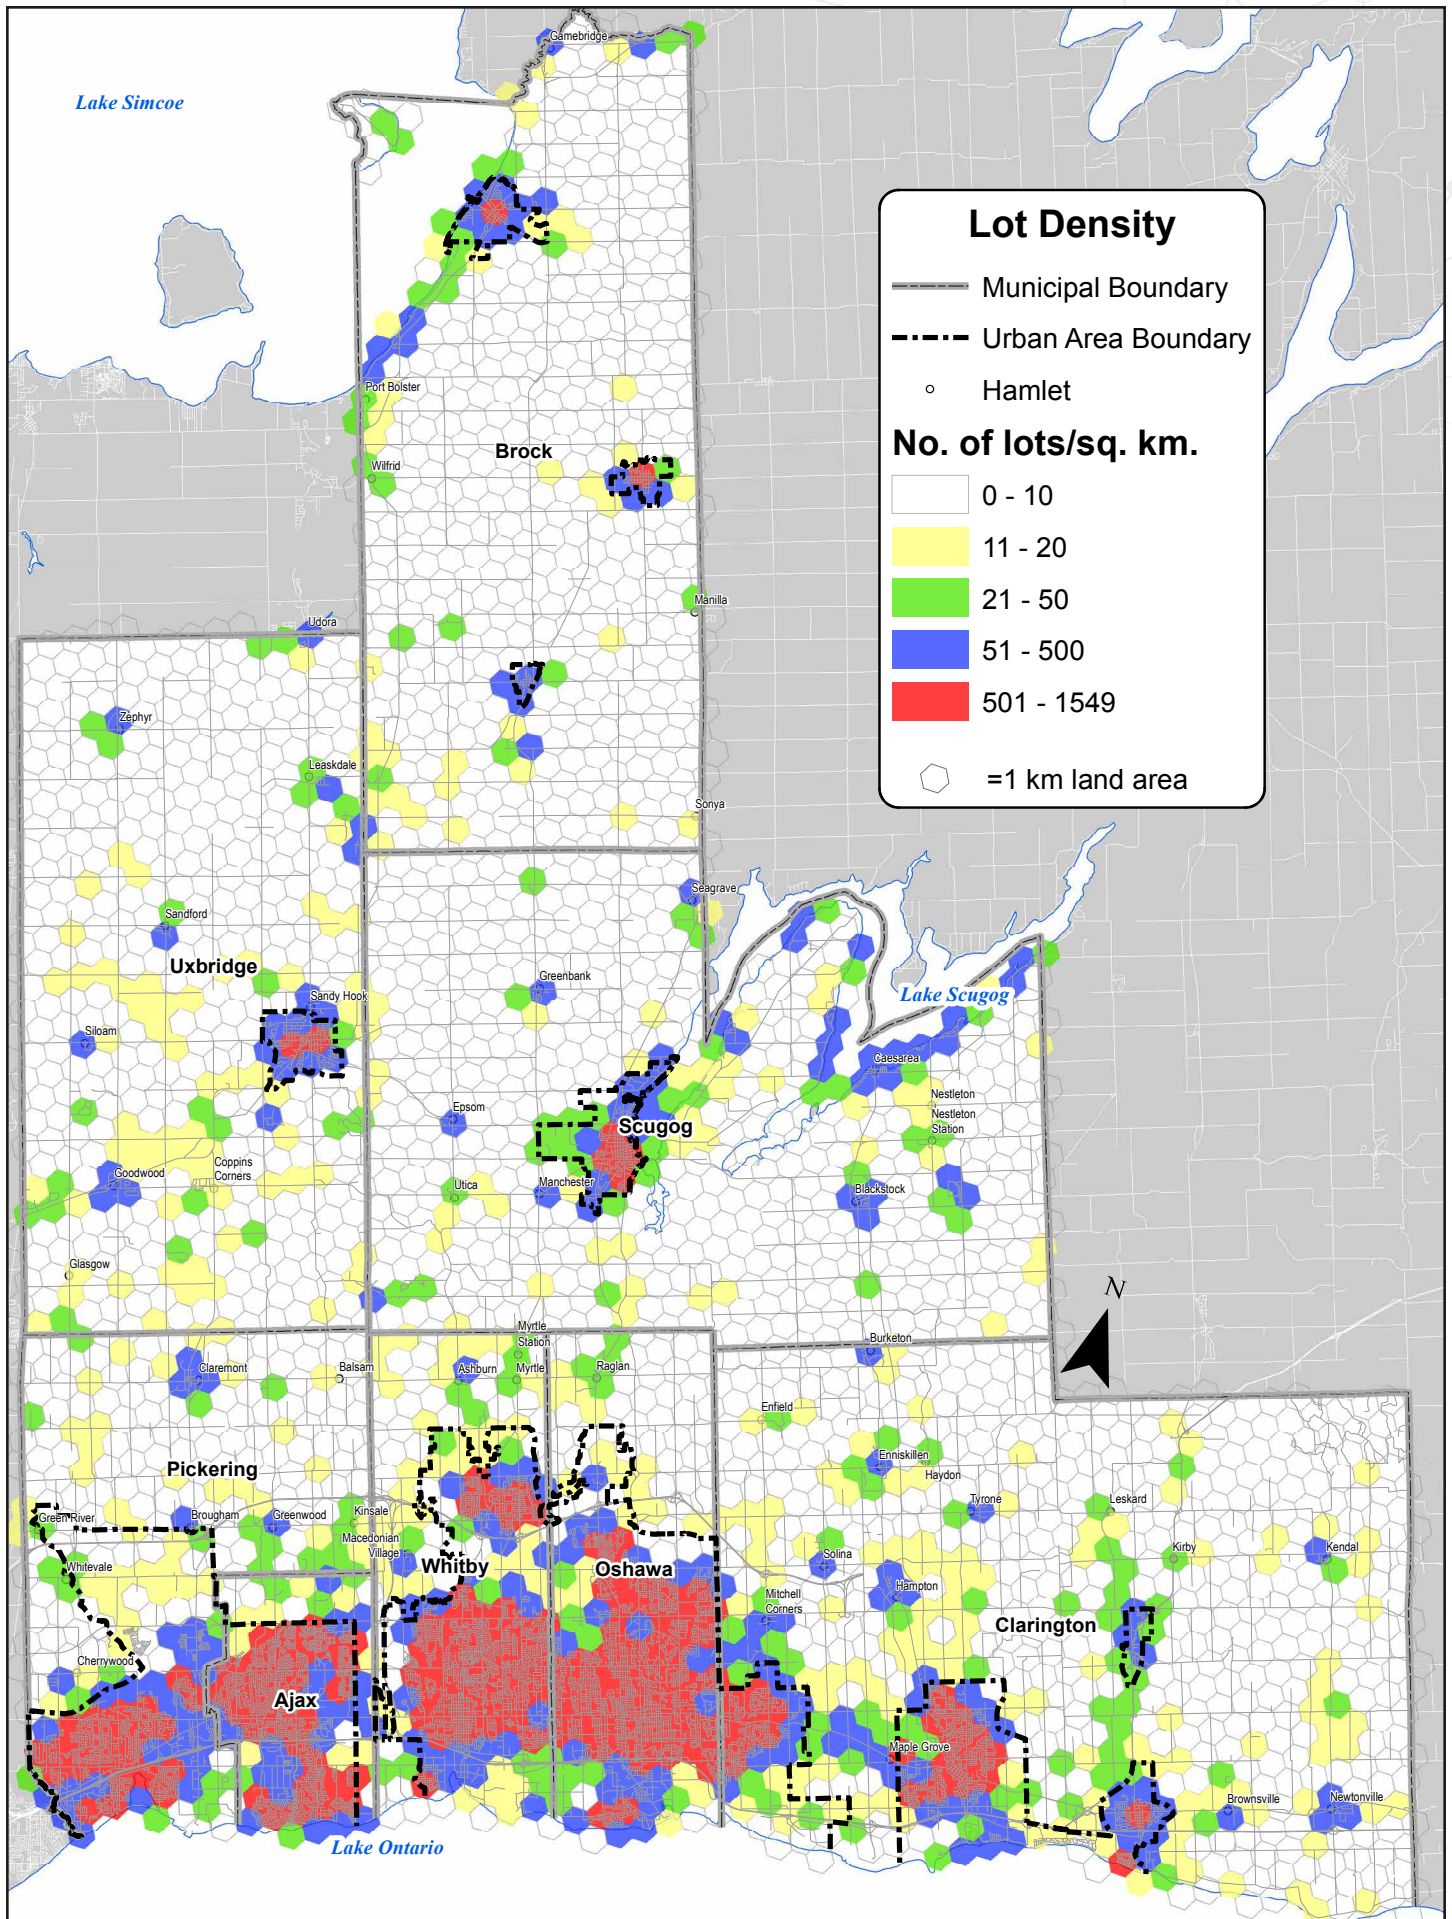 Gamebridge
Lake Simcoe
Lot Density
Municipal Boundary
Urban Area Boundary
Hamlet
No. of lots/sq. km.
0 - 10
11 - 20
21 - 50
51 - 500
501 - 1549
=1 km land area
Port Bolster
Brock
Wilfrid
Manilla
Udora
Zephyr
Leaskdale
Sonya
Seagrave
Sandford
Uxbridge
Greenbank
Sandy Hook
Lake Scugog
Siloam
Caesarea
Nestleton
Epsom
Scugog
Nestleton
Station
Coppins
Corners
Goodwood
Utica
Manchester
Blackstock
Glasgow
N
Myrtle
Station
Burketon
Claremont
Balsam
Ashburn
Myrtle
Raglan
Enfield
Enniskillen
Haydon
Pickering
Tyrone
Leskard
Green River
Brougham
Greenwood
Kinsale
Macedonian
Village
Whitby
Oshawa
Solina
Kirby
Kendal
Whitevale
Hampton
Mitchell
Corners
Clarington
Cherrywood
Ajax
Maple Grove
Brownsville
Newtonville
Lake Ontario